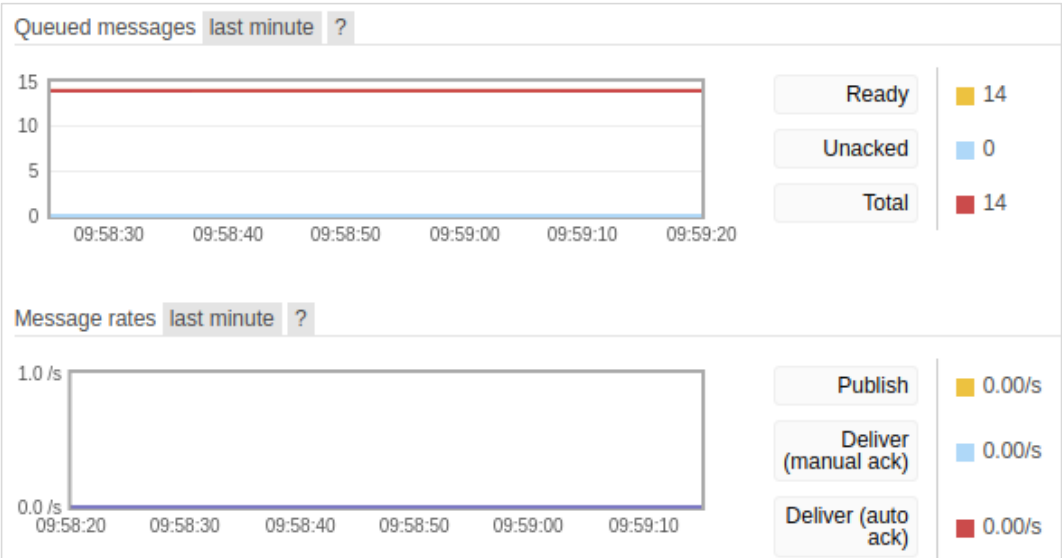 Queued messages last minute ?
15
10
5
0
09:58:30 09:58:40 09:58:50 09:59:00 09:59:10 09:59:20
Ready 14
Unacked 0
Total 14
Message rates last minute ?
1.0 /s
0.0 /s
09:58:20 09:58:30 09:58:40 09:58:50 09:59:00 09:59:10
Publish 0.00/s
Deliver
(manual ack) 0.00/s
Deliver (auto
ack) 0.00/s